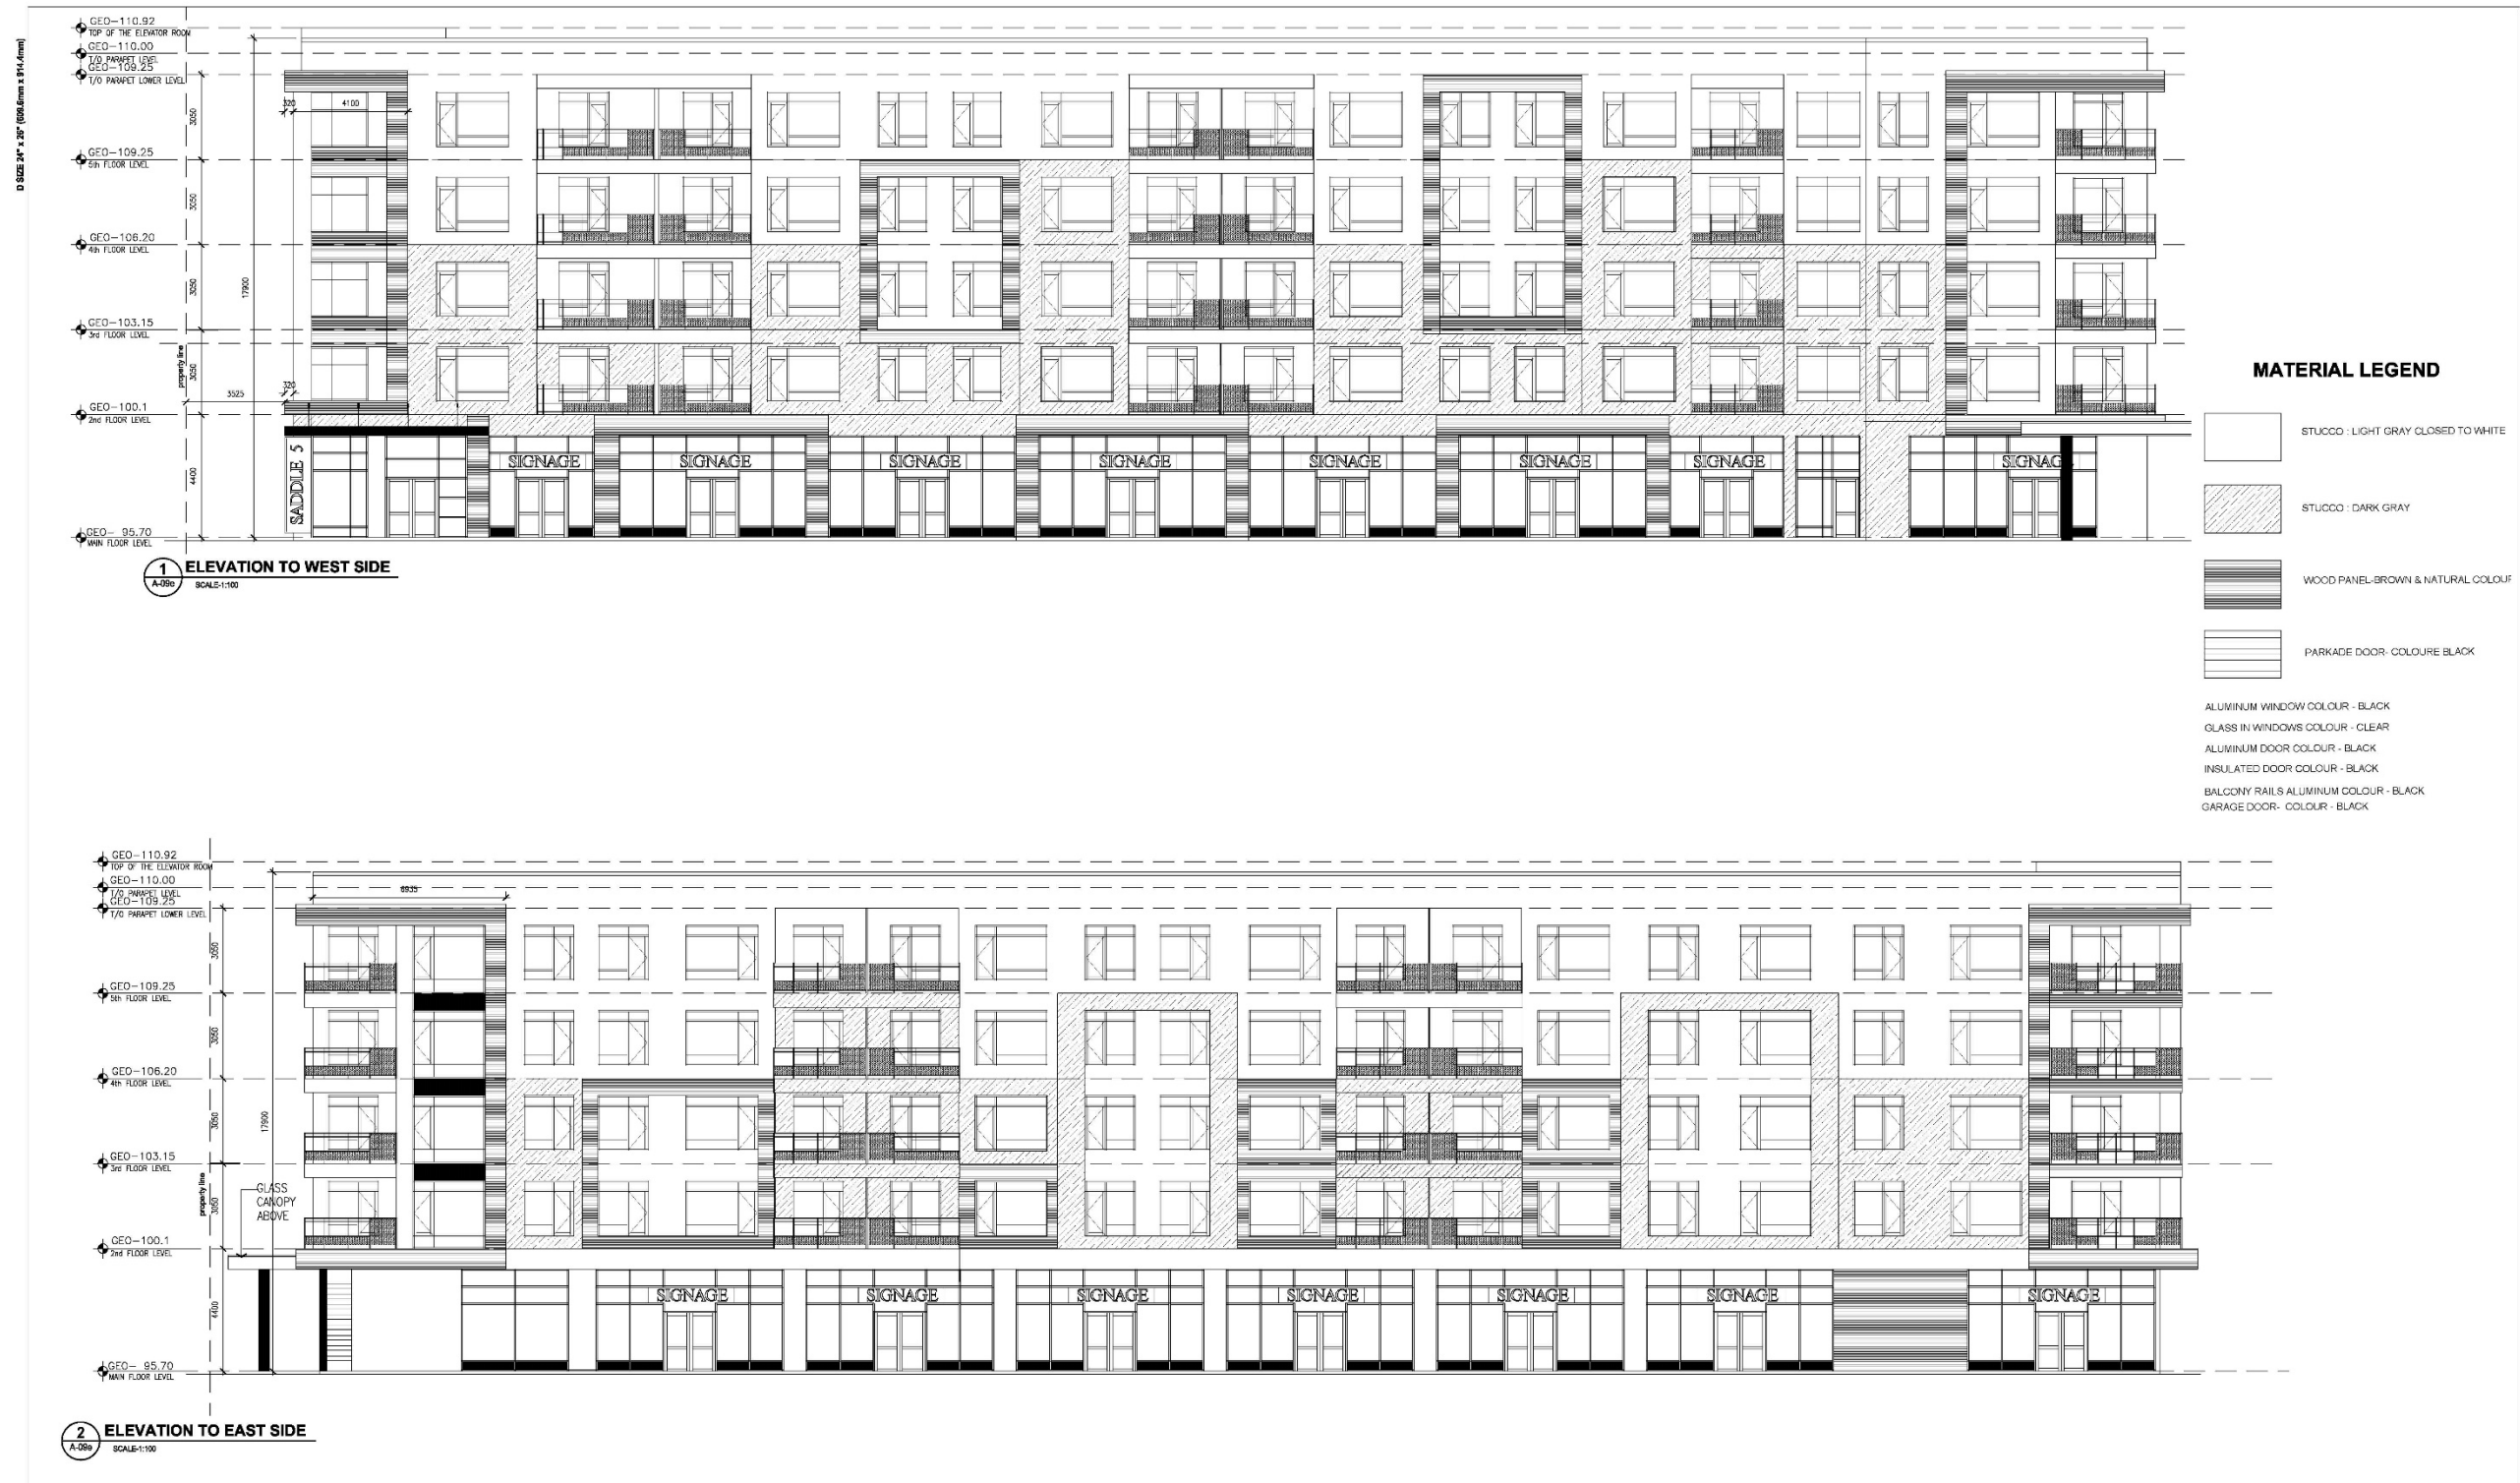 D SIZE 24" x 26" (609.6mm x 914.4mm)
GEO-110.92
TOP OF THE ELEVATOR ROOM
GEO-110.00
T/O PARAPET LEVEL
GEO-109.25
T/O PARAPET LOWER LEVEL
320
4100
3050
GEO-109.25
5th FLOOR LEVEL
3050
GEO-106.20
4th FLOOR LEVEL
3050
17900
GEO-103.15
3rd FLOOR LEVEL
property line
3050
320
3525
GEO-100.1
2nd FLOOR LEVEL
4400
SADDLE 5
SIGNAGE
SIGNAGE
SIGNAGE
SIGNAGE
SIGNAGE
SIGNAGE
SIGNAGE
SIGNAG
GEO- 95.70
MAIN FLOOR LEVEL
1
A-09e
ELEVATION TO WEST SIDE
SCALE-1:100
MATERIAL LEGEND
STUCCO : LIGHT GRAY CLOSED TO WHITE
STUCCO : DARK GRAY
WOOD PANEL-BROWN & NATURAL COLOUR
PARKADE DOOR- COLOURE BLACK
ALUMINUM WINDOW COLOUR - BLACK
GLASS IN WINDOWS COLOUR - CLEAR
ALUMINUM DOOR COLOUR - BLACK
INSULATED DOOR COLOUR - BLACK
BALCONY RAILS ALUMINUM COLOUR - BLACK
GARAGE DOOR- COLOUR - BLACK
GEO-110.92
TOP OF THE ELEVATOR ROOM
GEO-110.00
T/O PARAPET LEVEL
GEO-109.25
T/O PARAPET LOWER LEVEL
6935
3050
GEO-109.25
5th FLOOR LEVEL
3050
GEO-106.20
4th FLOOR LEVEL
3050
17900
GEO-103.15
3rd FLOOR LEVEL
property line
3050
GLASS
CANOPY
ABOVE
GEO-100.1
2nd FLOOR LEVEL
4400
SIGNAGE
SIGNAGE
SIGNAGE
SIGNAGE
SIGNAGE
SIGNAGE
SIGNAGE
GEO- 95.70
MAIN FLOOR LEVEL
2
A-09e
ELEVATION TO EAST SIDE
SCALE-1:100